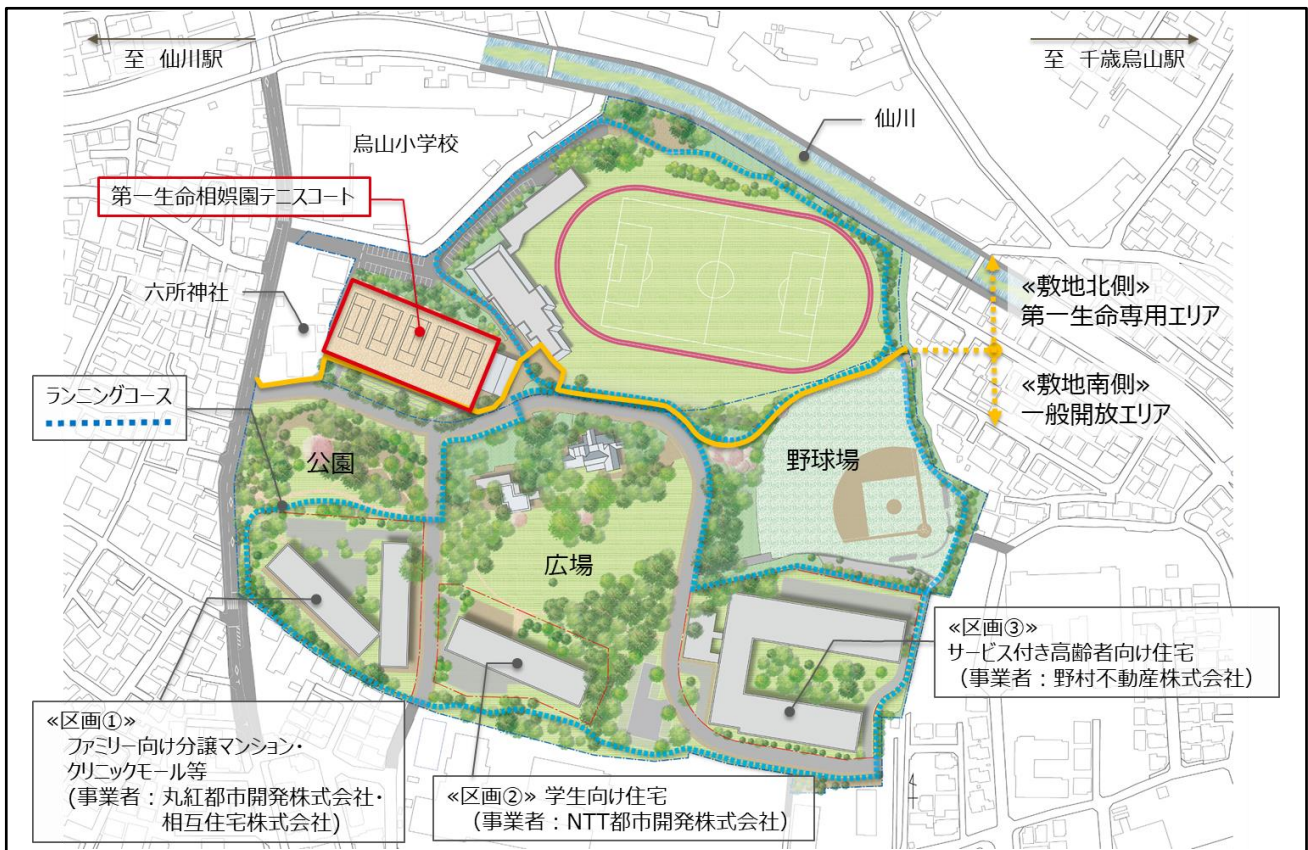 至 仙川駅
至 千歳烏山駅
仙川
烏山小学校
第一生命相娯園テニスコート
六所神社
«敷地北側»
第一生命専用エリア
«敷地南側»
一般開放エリア
ランニングコース
公園
野球場
広場
«区画③»
サービス付き高齢者向け住宅
（事業者：野村不動産株式会社）
«区画①»
ファミリー向け分譲マンション・
クリニックモール等
(事業者：丸紅都市開発株式会社・
相互住宅株式会社)
«区画②» 学生向け住宅
（事業者：NTT都市開発株式会社）